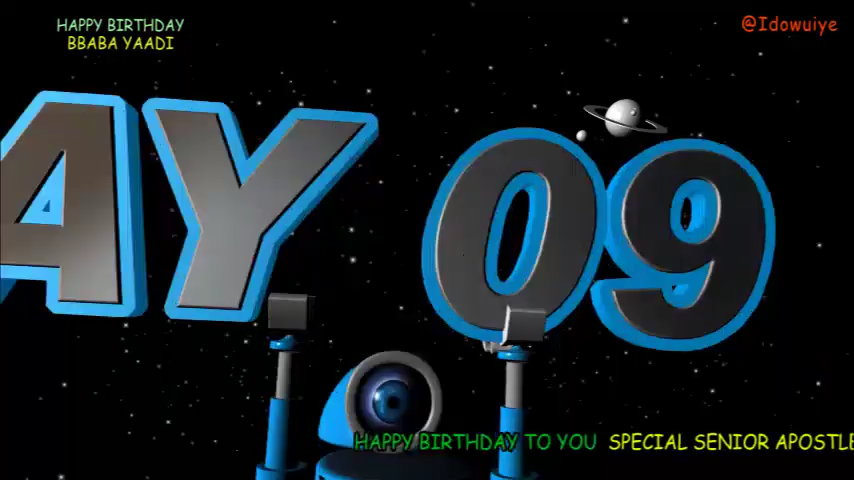 HAPPY BIRTHDAY
BBABA YAADI
@Idowuiye
AY 09
HAPPY BIRTHDAY TO YOU SPECIAL SENIOR APOSTLE